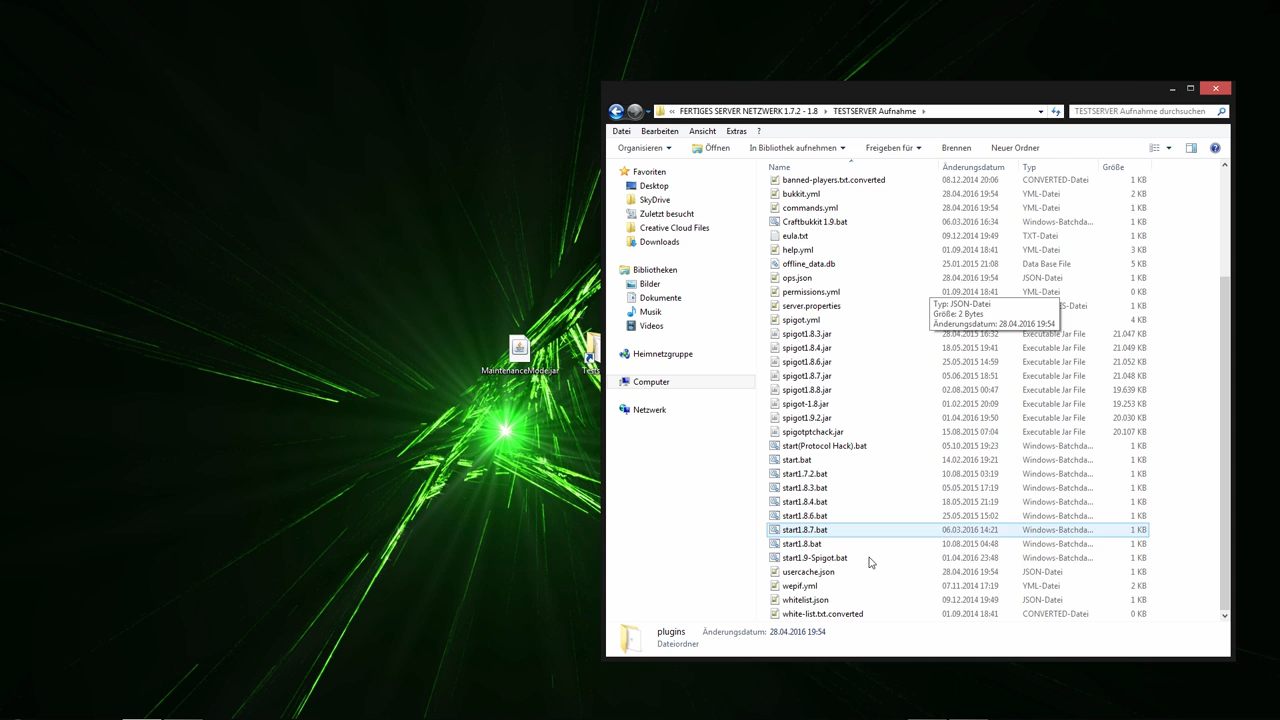 MaintenanceMode.jar
Tests
« FERTIGES SERVER NETZWERK 1.7.2 - 1.8 TESTSERVER Aufnahme
TESTSERVER Aufnahme durchsuchen
Datei Bearbeiten Ansicht Extras ?
Organisieren Öffnen In Bibliothek aufnehmen Freigeben für Brennen Neuer Ordner
Favoriten
Desktop
SkyDrive
Zuletzt besucht
Creative Cloud Files
Downloads
Bibliotheken
Bilder
Dokumente
Musik
Videos
Heimnetzgruppe
Computer
Netzwerk
Name Änderungsdatum Typ Größe
banned-players.txt.converted 08.12.2014 20:06 CONVERTED-Datei 1 KB
bukkit.yml 28.04.2016 19:54 YML-Datei 2 KB
commands.yml 28.04.2016 19:54 YML-Datei 1 KB
Craftbukkit 1.9.bat 06.03.2016 16:34 Windows-Batchda... 1 KB
eula.txt 09.12.2014 19:49 TXT-Datei 1 KB
help.yml 01.09.2014 18:41 YML-Datei 3 KB
offline_data.db 25.01.2015 21:08 Data Base File 5 KB
ops.json 28.04.2016 19:54 JSON-Datei 1 KB
permissions.yml 01.09.2014 18:41 YML-Datei 0 KB
server.properties S-Datei 1 KB
spigot.yml 4 KB
spigot1.8.3.jar 28.04.2015 16:32 Executable Jar File 21.047 KB
spigot1.8.4.jar 18.05.2015 19:41 Executable Jar File 21.049 KB
spigot1.8.6.jar 25.05.2015 14:59 Executable Jar File 21.052 KB
spigot1.8.7.jar 05.06.2015 18:51 Executable Jar File 21.048 KB
spigot1.8.8.jar 02.08.2015 00:47 Executable Jar File 19.639 KB
spigot-1.8.jar 01.02.2015 20:09 Executable Jar File 19.253 KB
spigot1.9.2.jar 01.04.2016 19:50 Executable Jar File 20.030 KB
spigotptchack.jar 15.08.2015 07:04 Executable Jar File 20.107 KB
start(Protocol Hack).bat 05.10.2015 19:23 Windows-Batchda... 1 KB
start.bat 14.02.2016 19:21 Windows-Batchda... 1 KB
start1.7.2.bat 10.08.2015 03:19 Windows-Batchda... 1 KB
start1.8.3.bat 05.05.2015 17:19 Windows-Batchda... 1 KB
start1.8.4.bat 18.05.2015 21:19 Windows-Batchda... 1 KB
start1.8.6.bat 25.05.2015 15:02 Windows-Batchda... 1 KB
start1.8.7.bat 06.03.2016 14:21 Windows-Batchda... 1 KB
start1.8.bat 10.08.2015 04:48 Windows-Batchda... 1 KB
start1.9-Spigot.bat 01.04.2016 23:48 Windows-Batchda... 1 KB
usercache.json 28.04.2016 19:54 JSON-Datei 1 KB
wepif.yml 07.11.2014 17:19 YML-Datei 2 KB
whitelist.json 09.12.2014 19:49 JSON-Datei 1 KB
white-list.txt.converted 01.09.2014 18:41 CONVERTED-Datei 0 KB
Typ: JSON-Datei
Größe: 2 Bytes
Änderungsdatum: 28.04.2016 19:54
plugins Änderungsdatum: 28.04.2016 19:54
Dateiordner